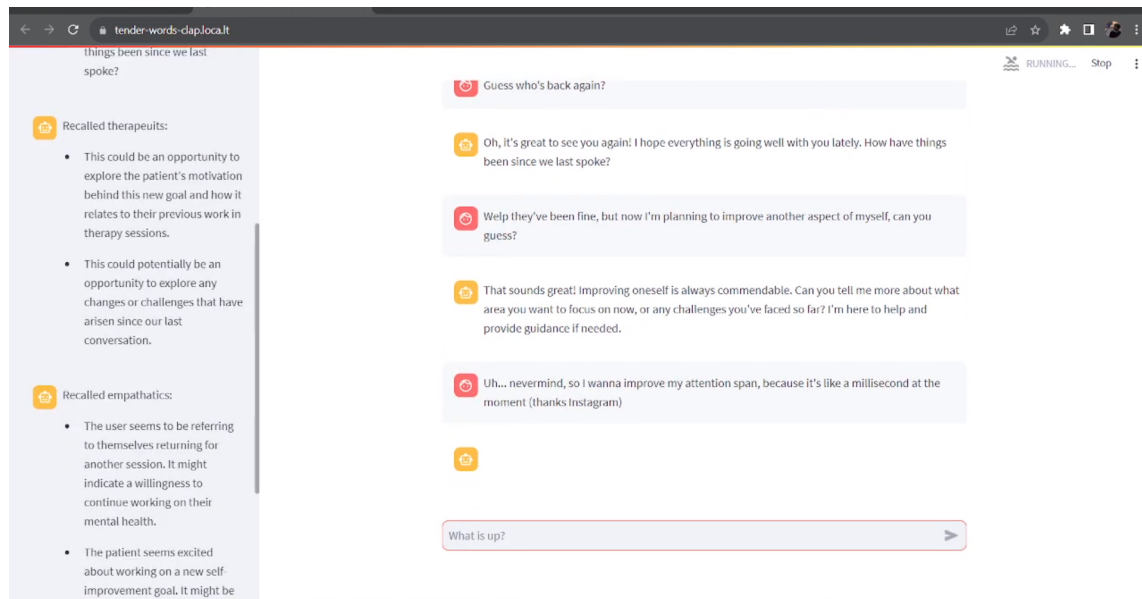 tender-words-clap.loca.lt
RUNNING...
Stop
things been since we last
spoke?
Recalled therapeuits:
This could be an opportunity to
explore the patient's motivation
behind this new goal and how it
relates to their previous work in
therapy sessions.
This could potentially be an
opportunity to explore any
changes or challenges that have
arisen since our last
conversation.
Recalled empathatics:
The user seems to be referring
to themselves returning for
another session. It might
indicate a willingness to
continue working on their
mental health.
The patient seems excited
about working on a new self-
improvement goal. It might be
Guess who's back again?
Oh, it's great to see you again! I hope everything is going well with you lately. How have things
been since we last spoke?
Welp they've been fine, but now I'm planning to improve another aspect of myself, can you
guess?
That sounds great! Improving oneself is always commendable. Can you tell me more about what
area you want to focus on now, or any challenges you've faced so far? I'm here to help and
provide guidance if needed.
Uh... nevermind, so I wanna improve my attention span, because it's like a millisecond at the
moment (thanks Instagram)
What is up?